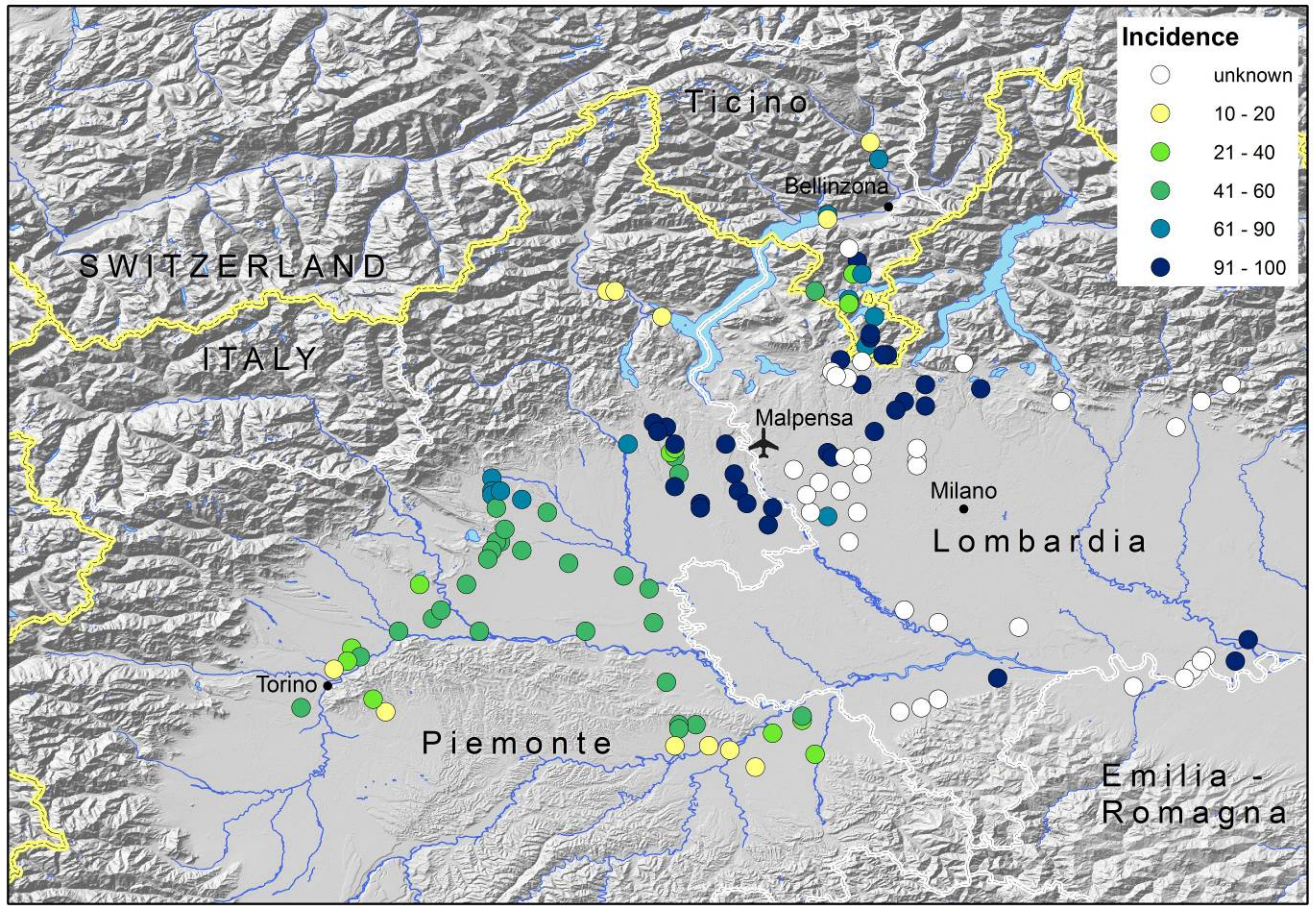 Incidence
unknown
10 - 20
21 - 40
41 - 60
61 - 90
91 - 100
Ticino
Bellinzona
SWITZERLAND
ITALY
Malpensa
Milano
Lombardia
Torino
Piemonte
Emilia -
Romagna